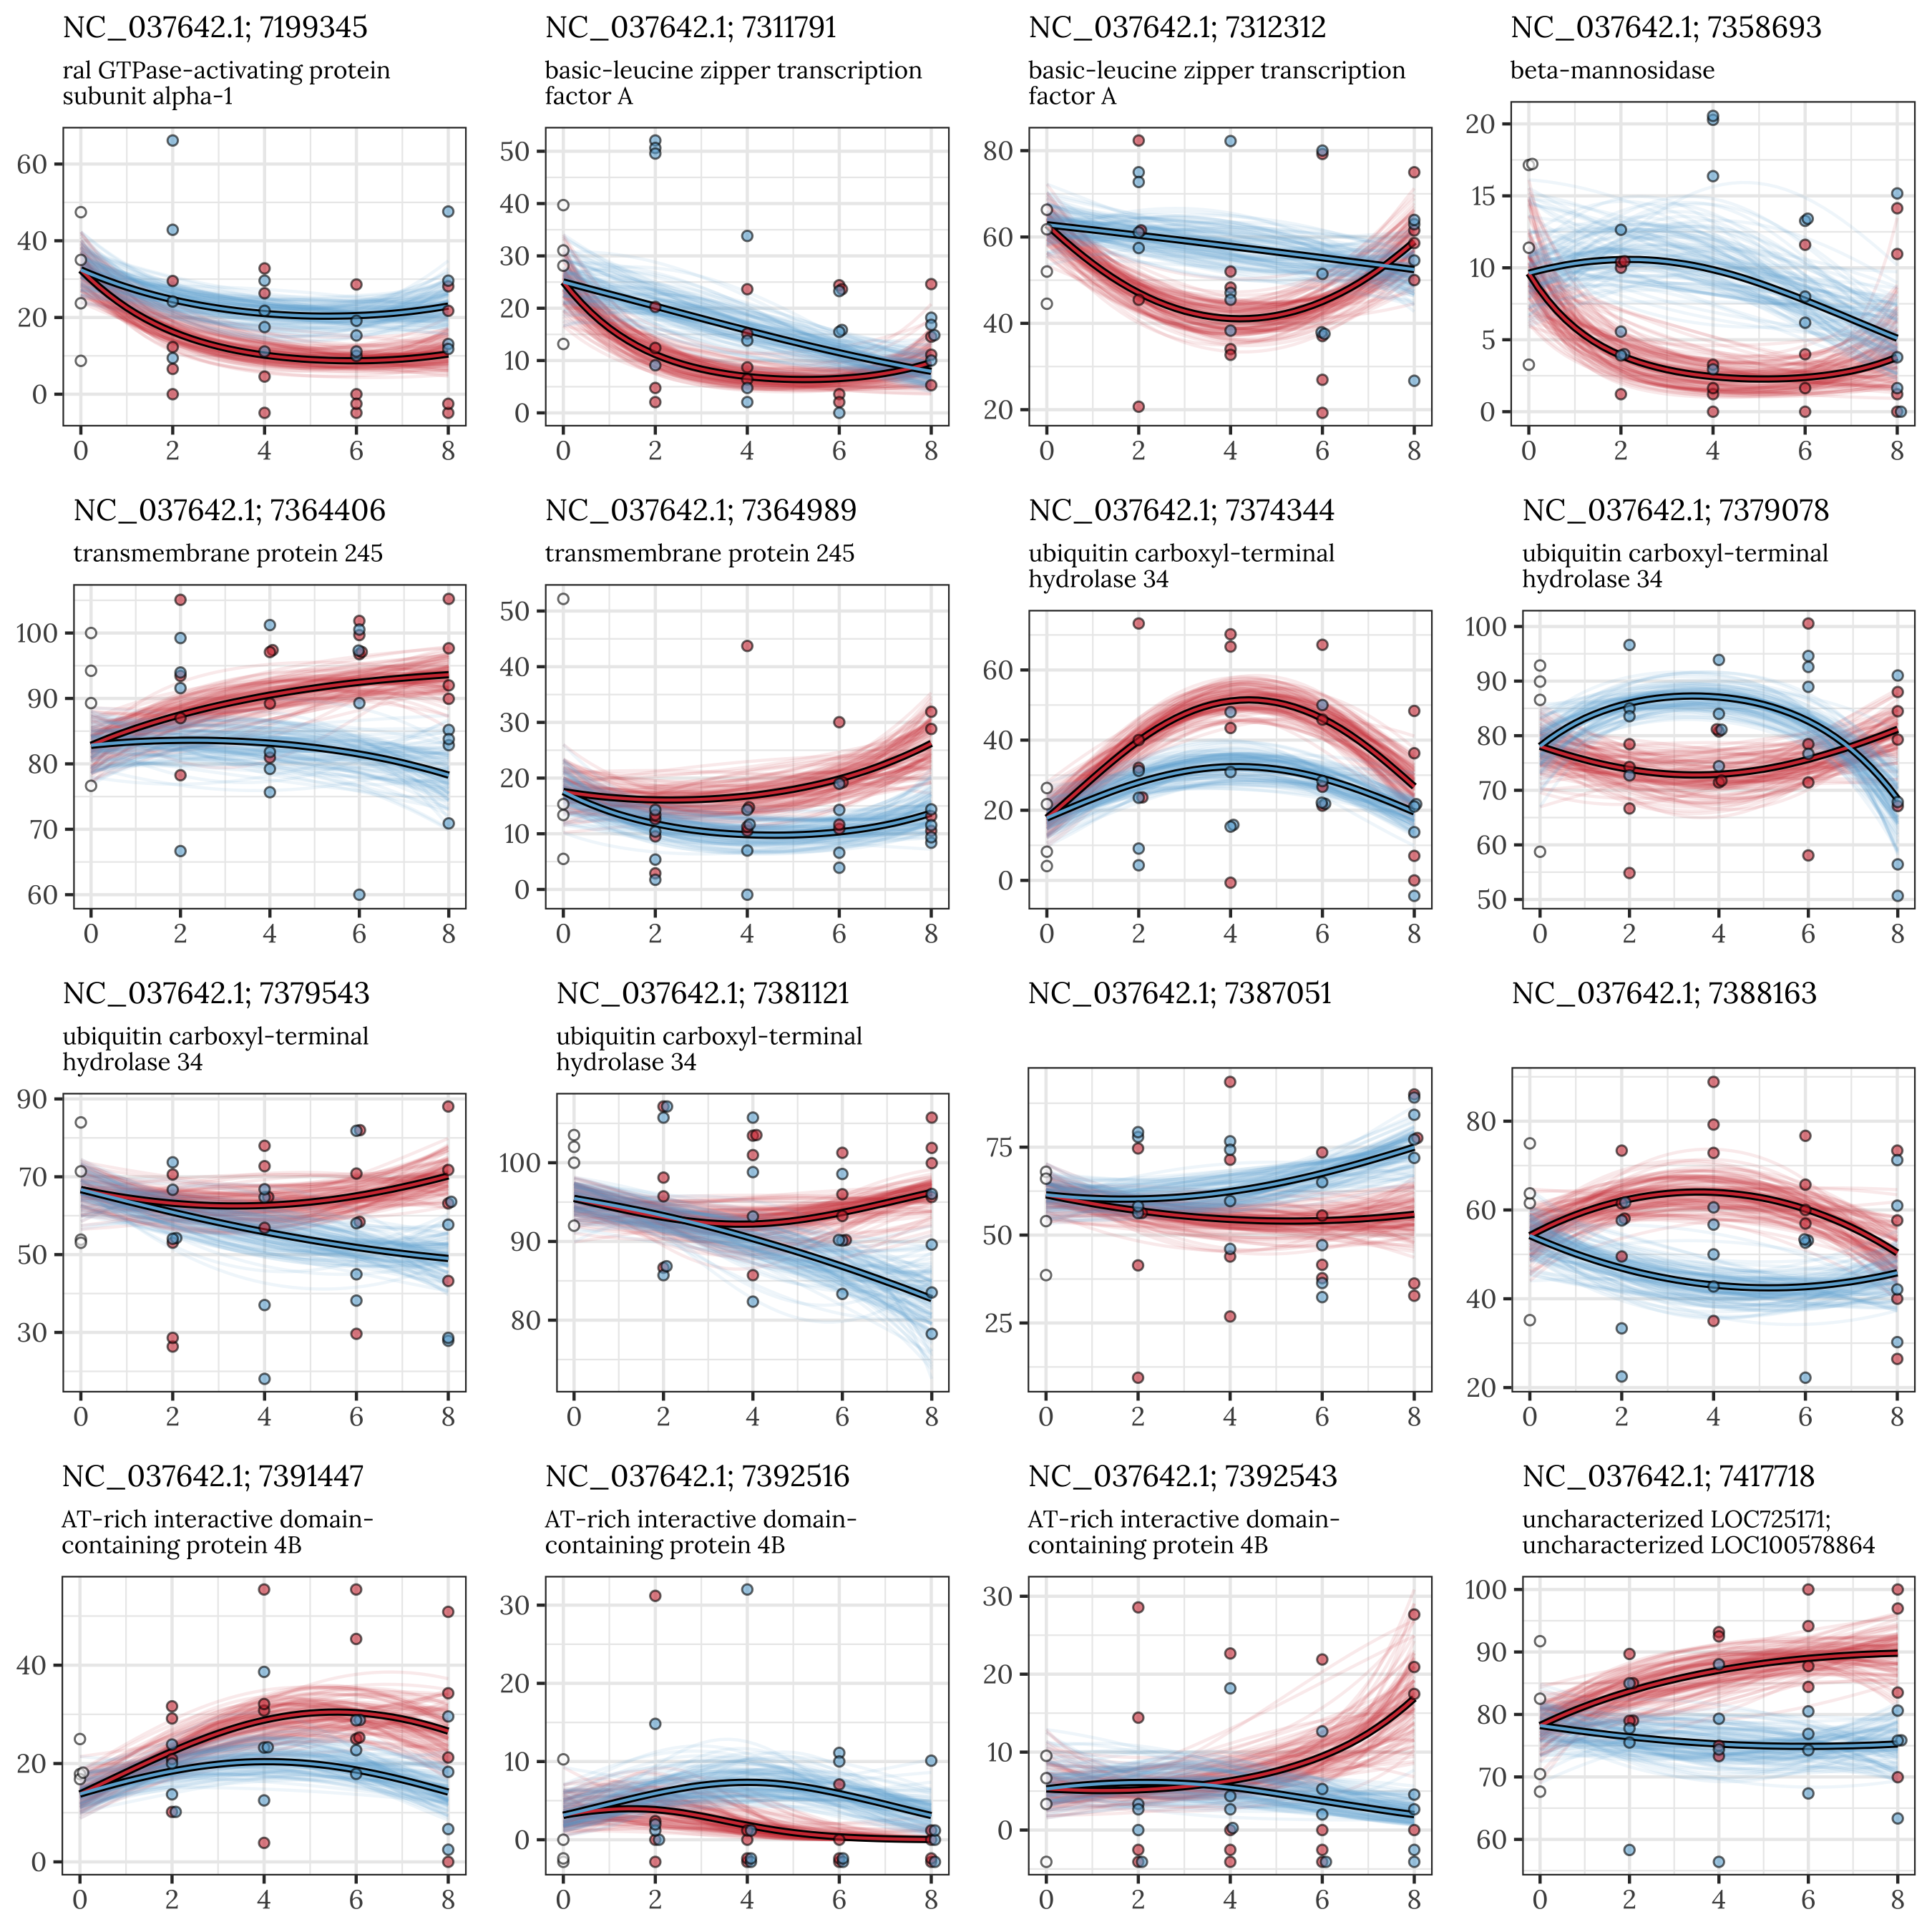 NC_037642.1; 7199345
ral GTPase-activating protein
subunit alpha-1
60
40
20
0
0 2 4 6 8
NC_037642.1; 7311791
basic-leucine zipper transcription
factor A
50
40
30
20
10
0
0 2 4 6 8
NC_037642.1; 7312312
basic-leucine zipper transcription
factor A
80
60
40
20
0 2 4 6 8
NC_037642.1; 7358693
beta-mannosidase
20
15
10
5
0
0 2 4 6 8
NC_037642.1; 7364406
transmembrane protein 245
100
90
80
70
60
0 2 4 6 8
NC_037642.1; 7364989
transmembrane protein 245
50
40
30
20
10
0
0 2 4 6 8
NC_037642.1; 7374344
ubiquitin carboxyl-terminal
hydrolase 34
60
40
20
0
0 2 4 6 8
NC_037642.1; 7379078
ubiquitin carboxyl-terminal
hydrolase 34
100
90
80
70
60
50
0 2 4 6 8
NC_037642.1; 7379543
ubiquitin carboxyl-terminal
hydrolase 34
90
70
50
30
0 2 4 6 8
NC_037642.1; 7381121
ubiquitin carboxyl-terminal
hydrolase 34
100
90
80
0 2 4 6 8
NC_037642.1; 7387051
75
50
25
0 2 4 6 8
NC_037642.1; 7388163
80
60
40
20
0 2 4 6 8
NC_037642.1; 7391447
AT-rich interactive domain-
containing protein 4B
40
20
0
0 2 4 6 8
NC_037642.1; 7392516
AT-rich interactive domain-
containing protein 4B
30
20
10
0
0 2 4 6 8
NC_037642.1; 7392543
AT-rich interactive domain-
containing protein 4B
30
20
10
0
0 2 4 6 8
NC_037642.1; 7417718
uncharacterized LOC725171;
uncharacterized LOC100578864
100
90
80
70
60
0 2 4 6 8